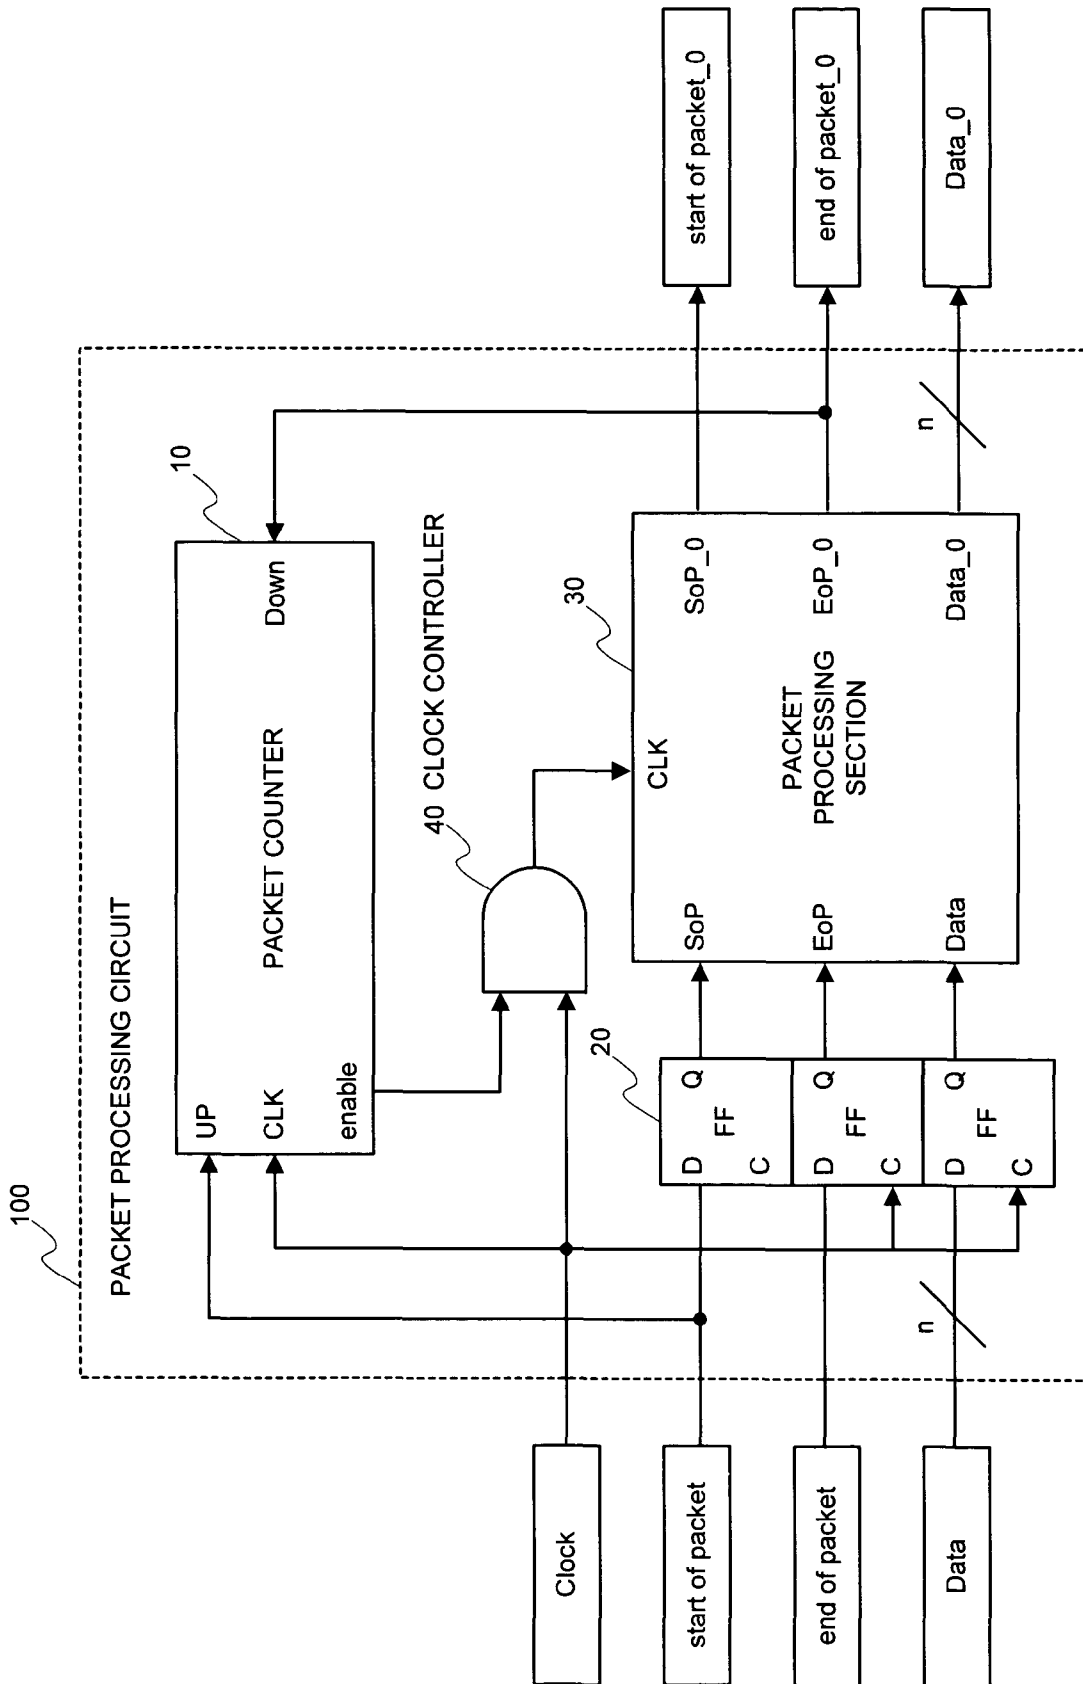 100
PACKET PROCESSING CIRCUIT
10
UP
CLK
enable
PACKET COUNTER
Down
40 CLOCK CONTROLLER
Clock
start of packet
end of packet
Data
n
20
D
Q
FF
C
D
Q
FF
C
D
Q
FF
C
30
CLK
SoP
EoP
Data
PACKET
PROCESSING
SECTION
SoP_0
EoP_0
Data_0
n
start of packet_0
end of packet_0
Data_0